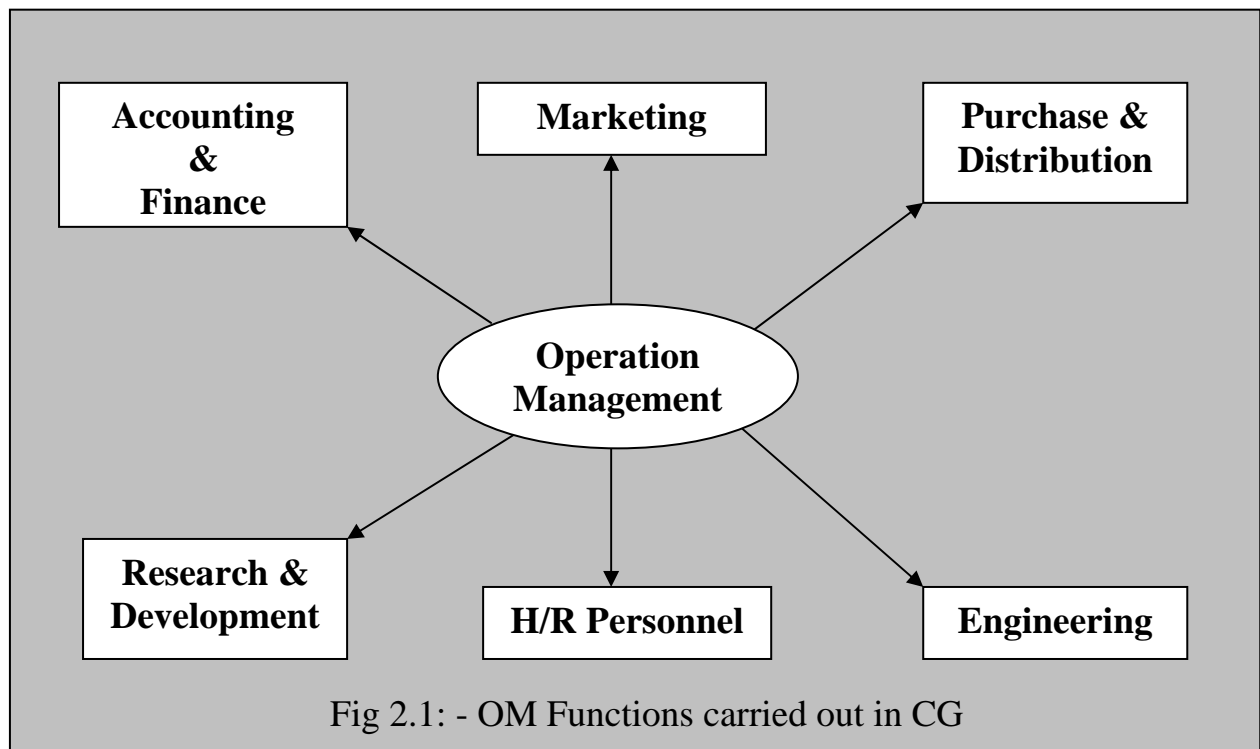 Accounting
&
Finance
Marketing
Purchase &
Distribution
Operation
Management
Research &
Development
H/R Personnel
Engineering
Fig 2.1: - OM Functions carried out in CG